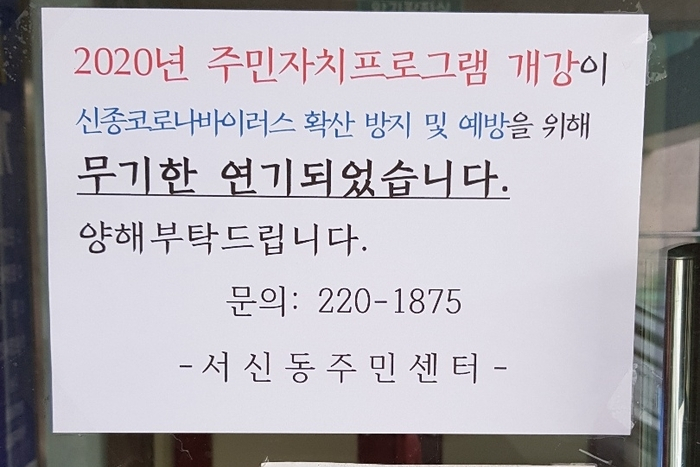 2020년 주민자치프로그램 개강이
신종코로나바이러스 확산 방지 및 예방을 위해
무기한 연기되었습니다.
양해부탁드립니다.
문의: 220-1875
-서신동주민센터-